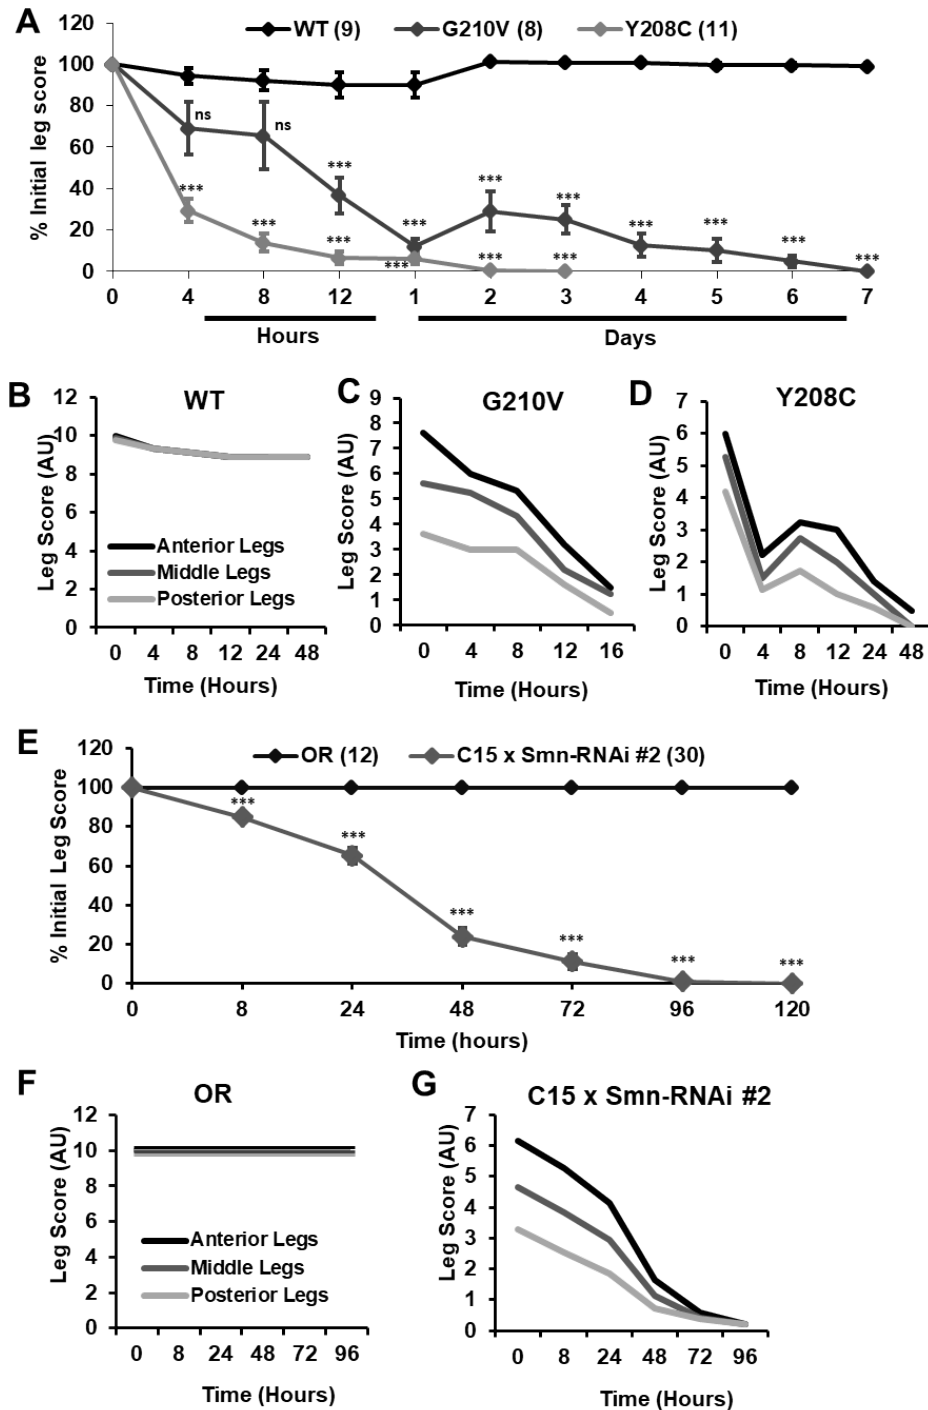 A
WT (9) G210V (8) Y208C (11)
% Initial leg score
120
100
80
60
40
20
0
ns
ns
***
***
***
***
***
***
***
***
***
***
***
***
***
***
0 4 8 12 1 2 3 4 5 6 7
Hours Days
B
WT
Leg Score (AU)
12
10
8
6
4
2
0
Anterior Legs
Middle Legs
Posterior Legs
0 4 8 12 24 48
Time (Hours)
C
G210V
Leg Score (AU)
9
8
7
6
5
4
3
2
1
0
0 4 8 12 16
Time (Hours)
D
Y208C
Leg Score (AU)
7
6
5
4
3
2
1
0
0 4 8 12 24 48
Time (Hours)
E
OR (12) C15 x Smn-RNAi #2 (30)
% Initial Leg Score
120
100
80
60
40
20
0
***
***
***
***
***
***
0 8 24 48 72 96 120
Time (hours)
F
OR
Leg Score (AU)
12
10
8
6
4
2
0
Anterior Legs
Middle Legs
Posterior Legs
0 8 24 48 72 96
Time (Hours)
G
C15 x Smn-RNAi #2
Leg Score (AU)
7
6
5
4
3
2
1
0
0 8 24 48 72 96
Time (Hours)